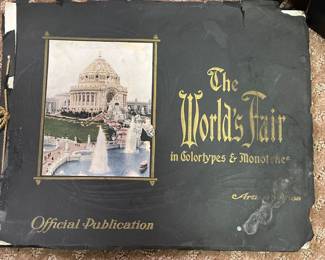 The
World's Fair
in Colortypes & Monotones
Official Publication